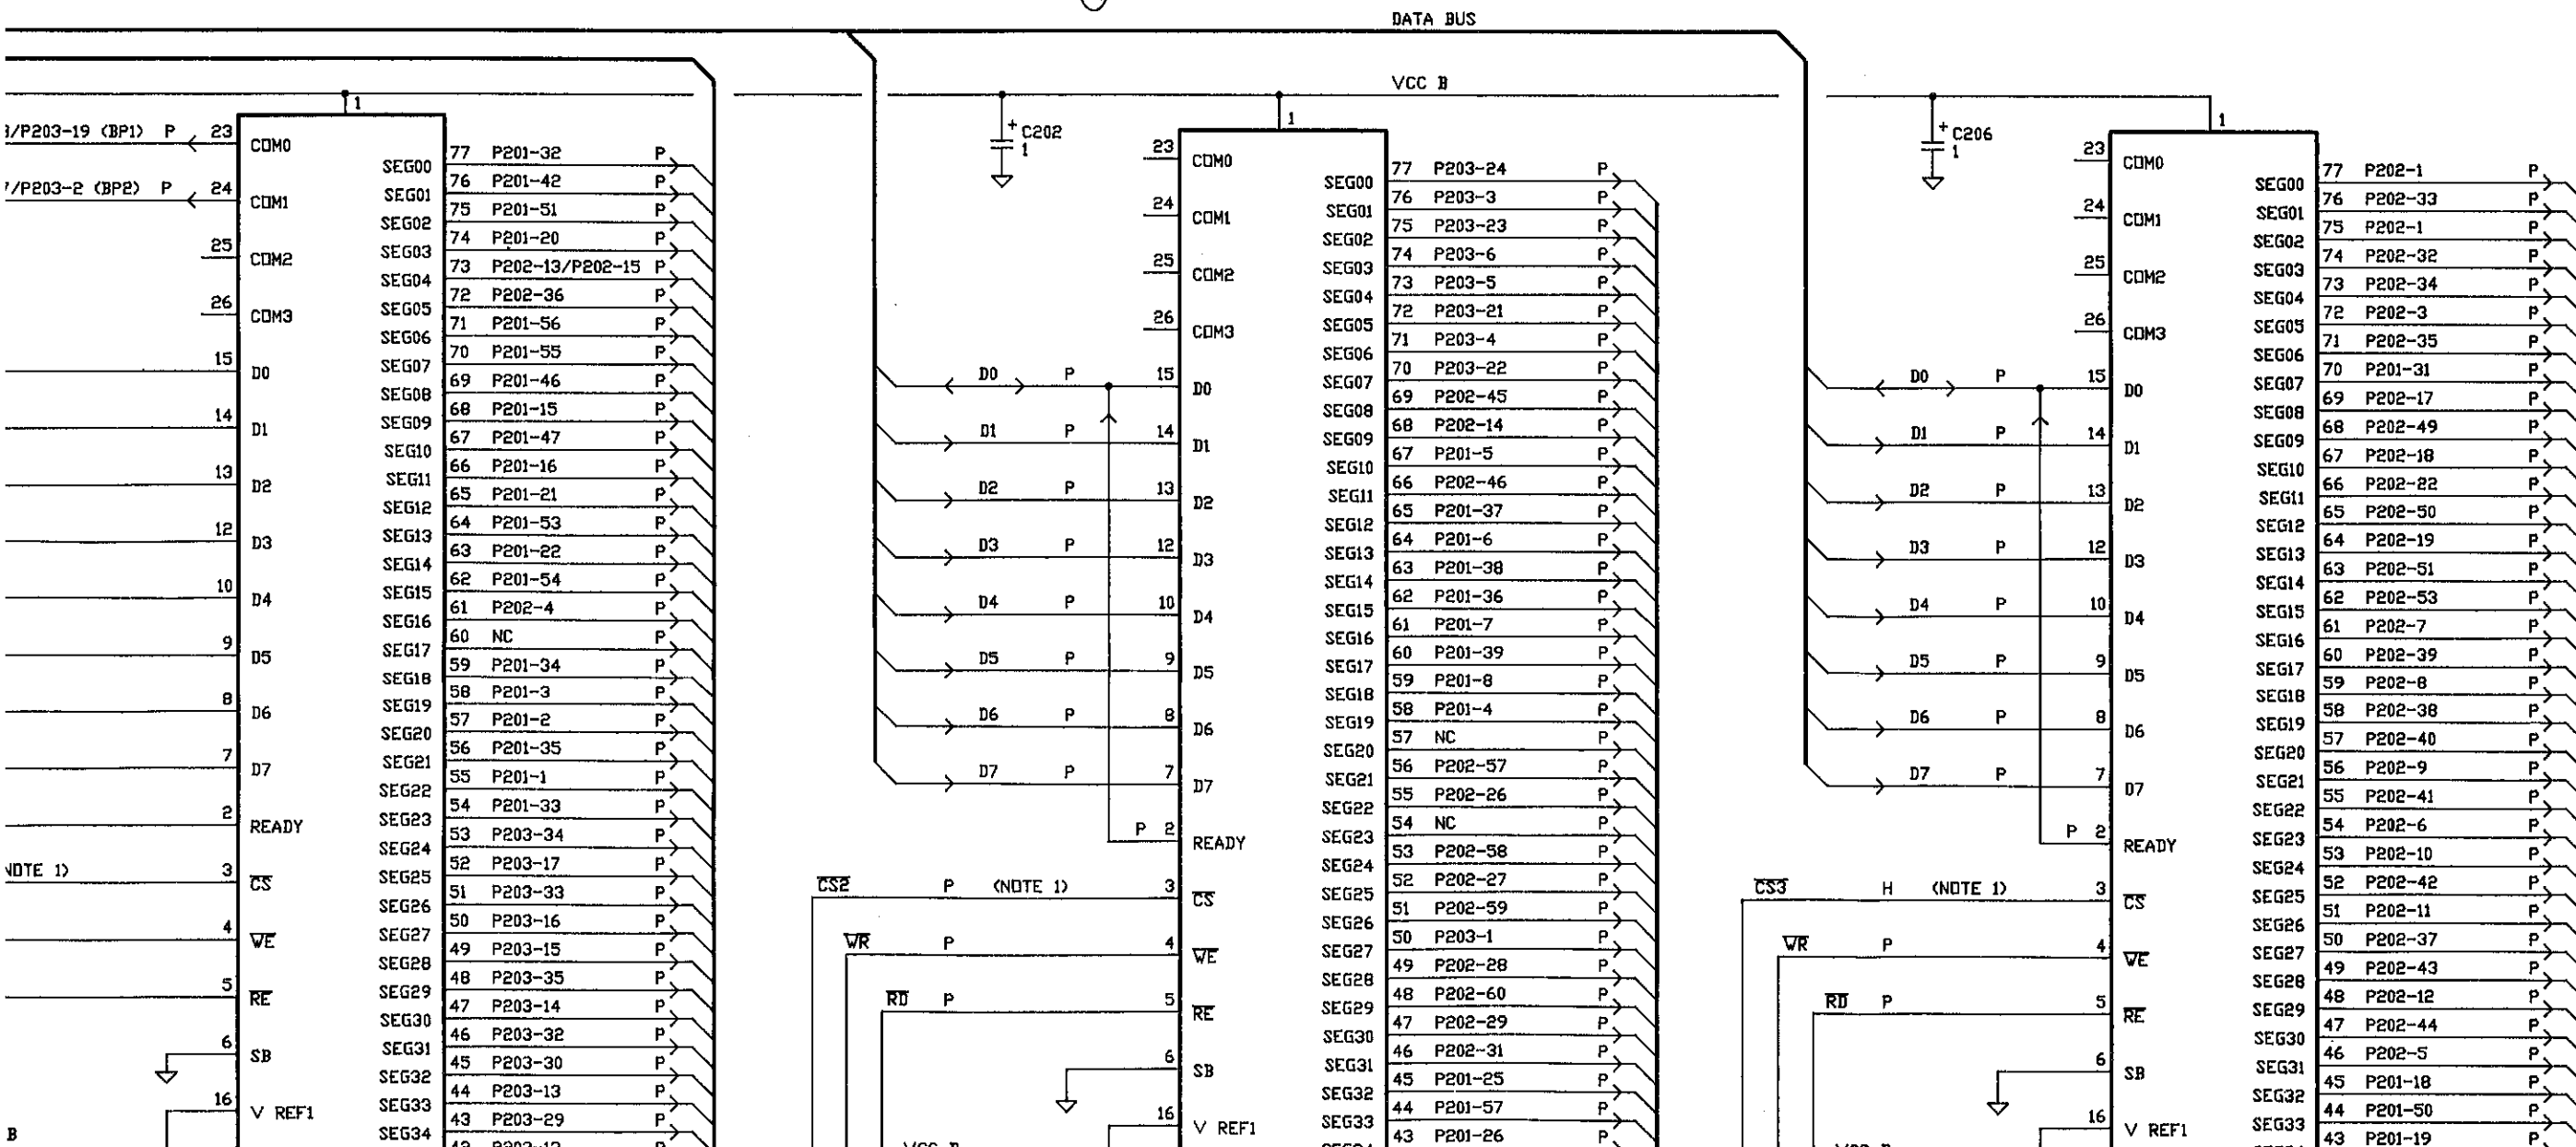 DATA BUS
VCC B
/P203-19 (BP1) P 23 COM0
/P203-2 (BP2) P 24 COM1
25 COM2
26 COM3
15 D0
14 D1
13 D2
12 D3
10 D4
9 D5
8 D6
7 D7
2 READY
NOTE 1) 3 CS
4 WE
5 RE
6 SB
16 V REF1
B
1
SEG00 77 P201-32 P
SEG01 76 P201-42 P
SEG02 75 P201-51 P
SEG03 74 P201-20 P
SEG04 73 P202-13/P202-15 P
SEG05 72 P202-36 P
SEG06 71 P201-56 P
SEG07 70 P201-55 P
SEG08 69 P201-46 P
SEG09 68 P201-15 P
SEG10 67 P201-47 P
SEG11 66 P201-16 P
SEG12 65 P201-21 P
SEG13 64 P201-53 P
SEG14 63 P201-22 P
SEG15 62 P201-54 P
SEG16 61 P202-4 P
SEG17 60 NC P
SEG18 59 P201-34 P
SEG19 58 P201-3 P
SEG20 57 P201-2 P
SEG21 56 P201-35 P
SEG22 55 P201-1 P
SEG23 54 P201-33 P
SEG24 53 P203-34 P
SEG25 52 P203-17 P
SEG26 51 P203-33 P
SEG27 50 P203-16 P
SEG28 49 P203-15 P
SEG29 48 P203-35 P
SEG30 47 P203-14 P
SEG31 46 P203-32 P
SEG32 45 P203-30 P
SEG33 44 P203-13 P
SEG34 43 P203-29 P
+ C202
1
1
23 COM0
24 COM1
25 COM2
26 COM3
D0 P 15 D0
D1 P 14 D1
D2 P 13 D2
D3 P 12 D3
D4 P 10 D4
D5 P 9 D5
D6 P 8 D6
D7 P 7 D7
P 2 READY
CS2 P (NOTE 1) 3 CS
WR P 4 WE
RD P 5 RE
6 SB
16 V REF1
VCC B
SEG00 77 P203-24 P
SEG01 76 P203-3 P
SEG02 75 P203-23 P
SEG03 74 P203-6 P
SEG04 73 P203-5 P
SEG05 72 P203-21 P
SEG06 71 P203-4 P
SEG07 70 P203-22 P
SEG08 69 P202-45 P
SEG09 68 P202-14 P
SEG10 67 P201-5 P
SEG11 66 P202-46 P
SEG12 65 P201-37 P
SEG13 64 P201-6 P
SEG14 63 P201-38 P
SEG15 62 P201-36 P
SEG16 61 P201-7 P
SEG17 60 P201-39 P
SEG18 59 P201-8 P
SEG19 58 P201-4 P
SEG20 57 NC P
SEG21 56 P202-57 P
SEG22 55 P202-26 P
SEG23 54 NC P
SEG24 53 P202-58 P
SEG25 52 P202-27 P
SEG26 51 P202-59 P
SEG27 50 P203-1 P
SEG28 49 P202-28 P
SEG29 48 P202-60 P
SEG30 47 P202-29 P
SEG31 46 P202-31 P
SEG32 45 P201-25 P
SEG33 44 P201-57 P
43 P201-26 P
+ C206
1
1
23 COM0
24 COM1
25 COM2
26 COM3
D0 P 15 D0
D1 P 14 D1
D2 P 13 D2
D3 P 12 D3
D4 P 10 D4
D5 P 9 D5
D6 P 8 D6
D7 P 7 D7
P 2 READY
CS3 H (NOTE 1) 3 CS
WR P 4 WE
RD P 5 RE
6 SB
16 V REF1
SEG00 77 P202-1 P
SEG01 76 P202-33 P
SEG02 75 P202-1 P
SEG03 74 P202-32 P
SEG04 73 P202-34 P
SEG05 72 P202-3 P
SEG06 71 P202-35 P
SEG07 70 P201-31 P
SEG08 69 P202-17 P
SEG09 68 P202-49 P
SEG10 67 P202-18 P
SEG11 66 P202-22 P
SEG12 65 P202-50 P
SEG13 64 P202-19 P
SEG14 63 P202-51 P
SEG15 62 P202-53 P
SEG16 61 P202-7 P
SEG17 60 P202-39 P
SEG18 59 P202-8 P
SEG19 58 P202-38 P
SEG20 57 P202-40 P
SEG21 56 P202-9 P
SEG22 55 P202-41 P
SEG23 54 P202-6 P
SEG24 53 P202-10 P
SEG25 52 P202-42 P
SEG26 51 P202-11 P
SEG27 50 P202-37 P
SEG28 49 P202-43 P
SEG29 48 P202-12 P
SEG30 47 P202-44 P
SEG31 46 P202-5 P
SEG32 45 P201-18 P
SEG33 44 P201-50 P
43 P201-19 P